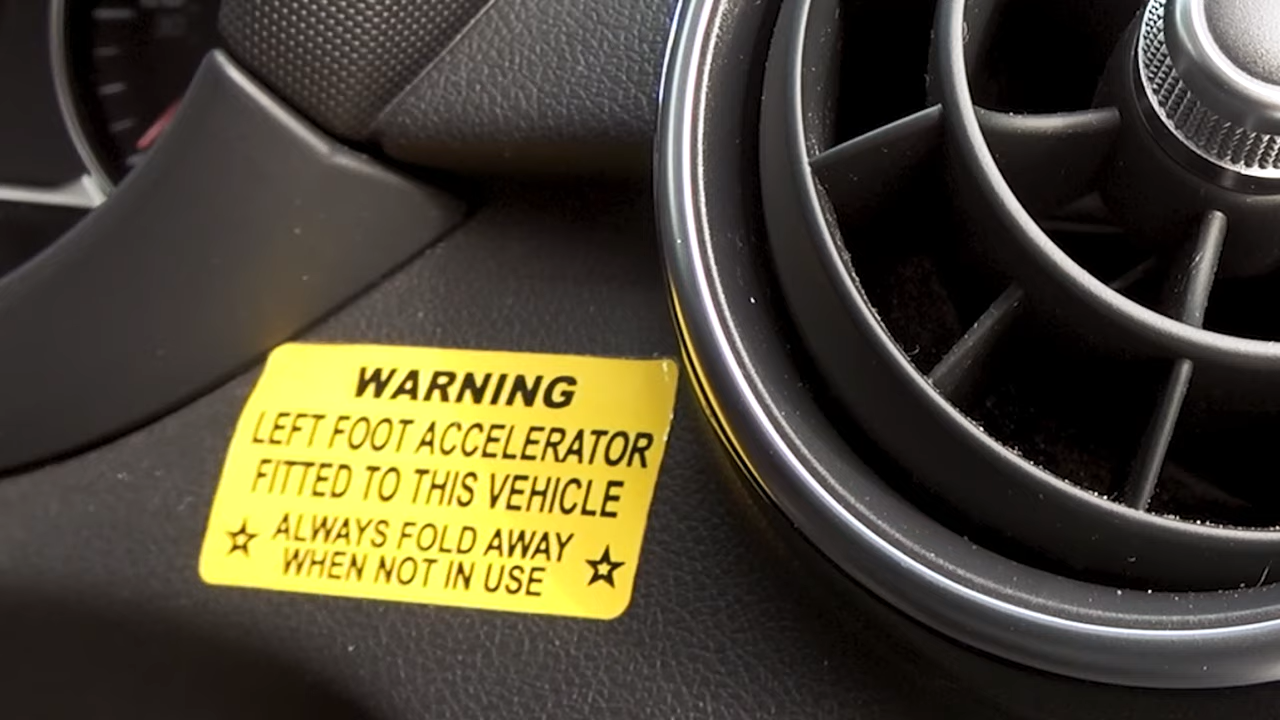 WARNING
LEFT FOOT ACCELERATOR
FITTED TO THIS VEHICLE
ALWAYS FOLD AWAY
WHEN NOT IN USE